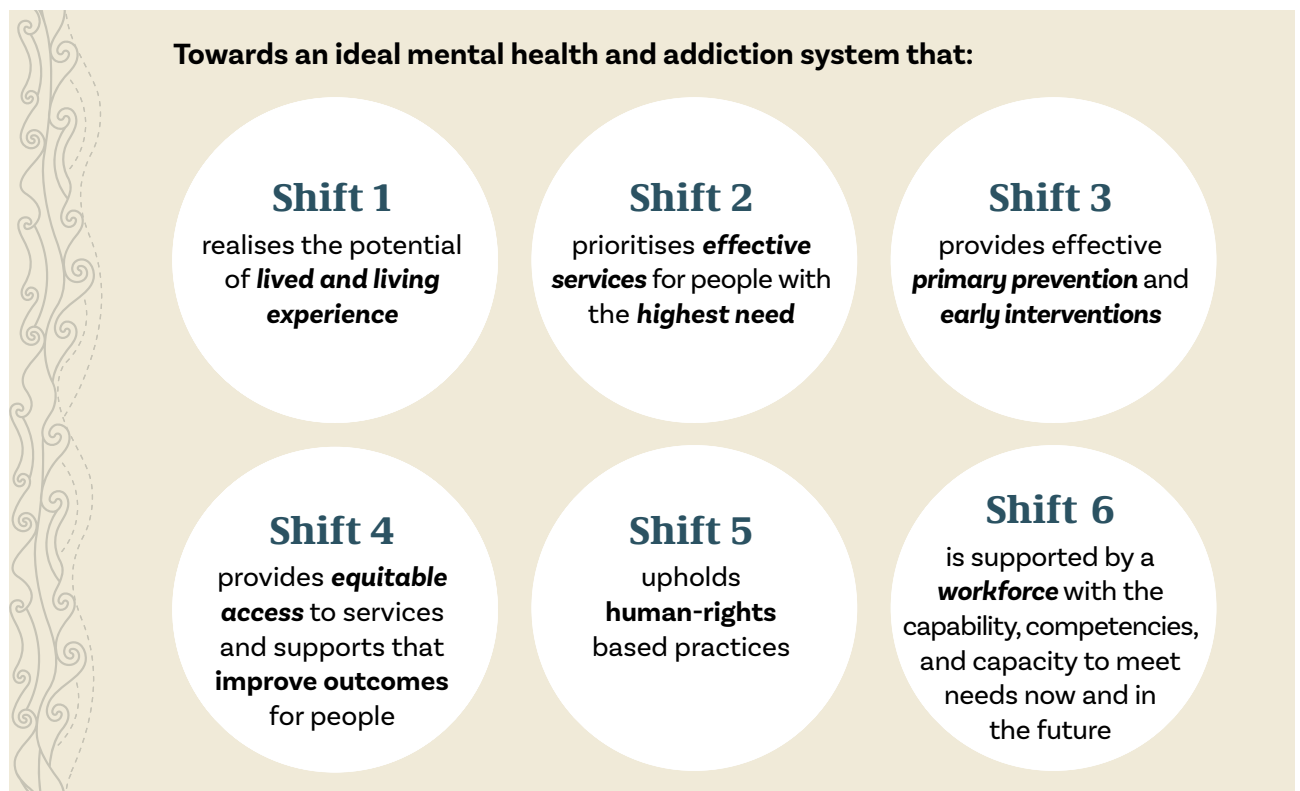 Towards an ideal mental health and addiction system that:
Shift 1
realises the potential
of lived and living
experience
Shift 2
prioritises effective
services for people with
the highest need
Shift 3
provides effective
primary prevention and
early interventions
Shift 4
provides equitable
access to services
and supports that
improve outcomes
for people
Shift 5
upholds
human-rights
based practices
Shift 6
is supported by a
workforce with the
capability, competencies,
and capacity to meet
needs now and in
the future